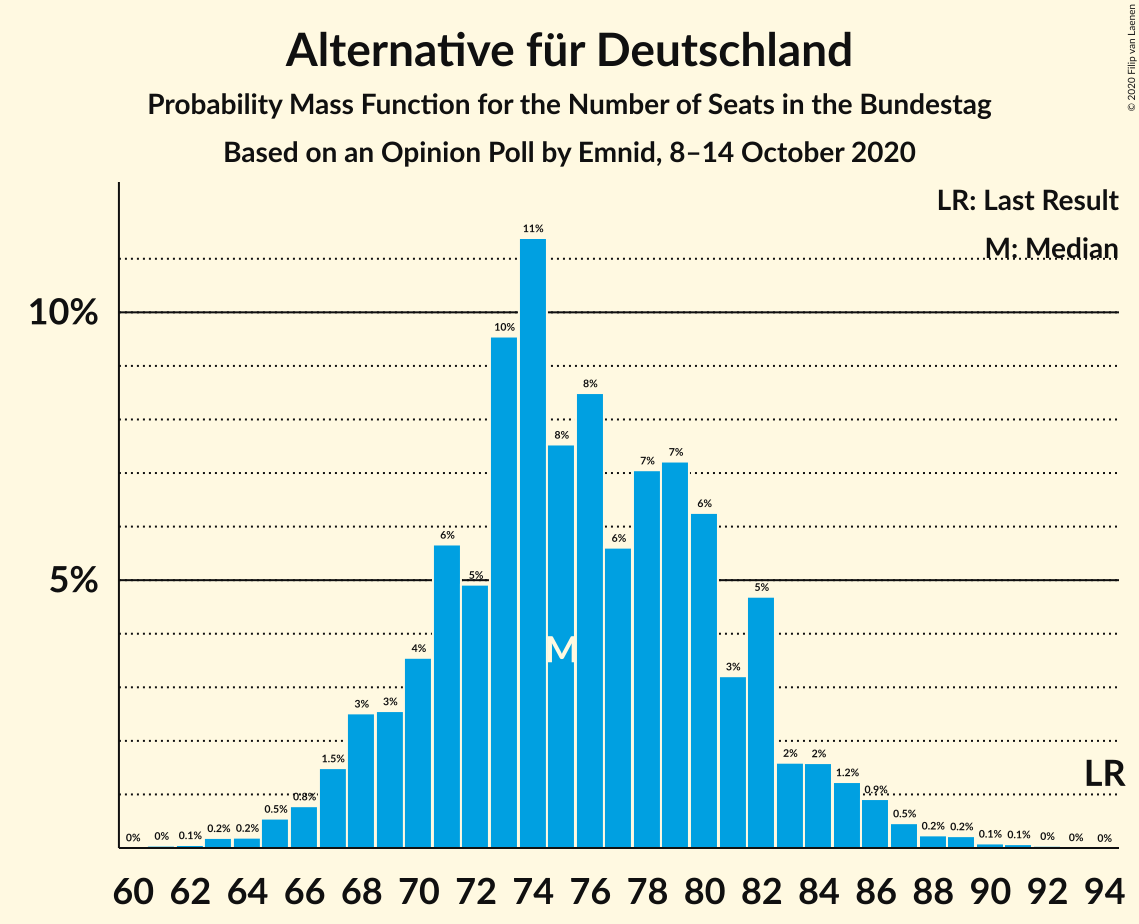 Alternative für Deutschland
Probability Mass Function for the Number of Seats in the Bundestag
Based on an Opinion Poll by Emnid, 8–14 October 2020
© 2020 Filip van Laenen
LR: Last Result
M: Median
10%
5%
0% 0% 0.1% 0.2% 0.2% 0.5% 0.8% 1.5% 3% 3% 4% 6% 5% 10% 11% 8% 8% 6% 7% 7% 6% 3% 5% 2% 2% 1.2% 0.9% 0.5% 0.2% 0.2% 0.1% 0.1% 0% 0% 0%
M
LR
60 62 64 66 68 70 72 74 76 78 80 82 84 86 88 90 92 94